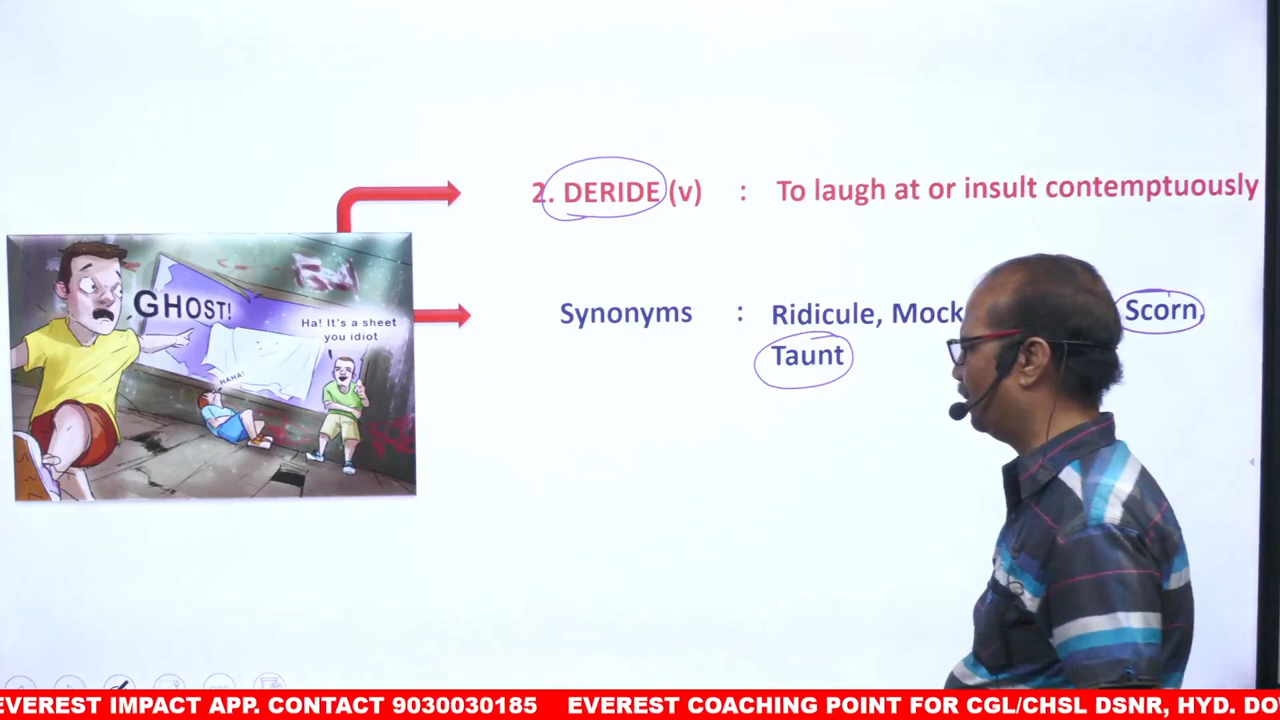 2. DERIDE (v) : To laugh at or insult contemptuously
GHOST!
Ha! It's a sheet
you idiot
HAHA!
Synonyms : Ridicule, Mock Scorn,
Taunt
EVEREST IMPACT APP. CONTACT 9030030185 EVEREST COACHING POINT FOR CGL/CHSL DSNR, HYD. DO